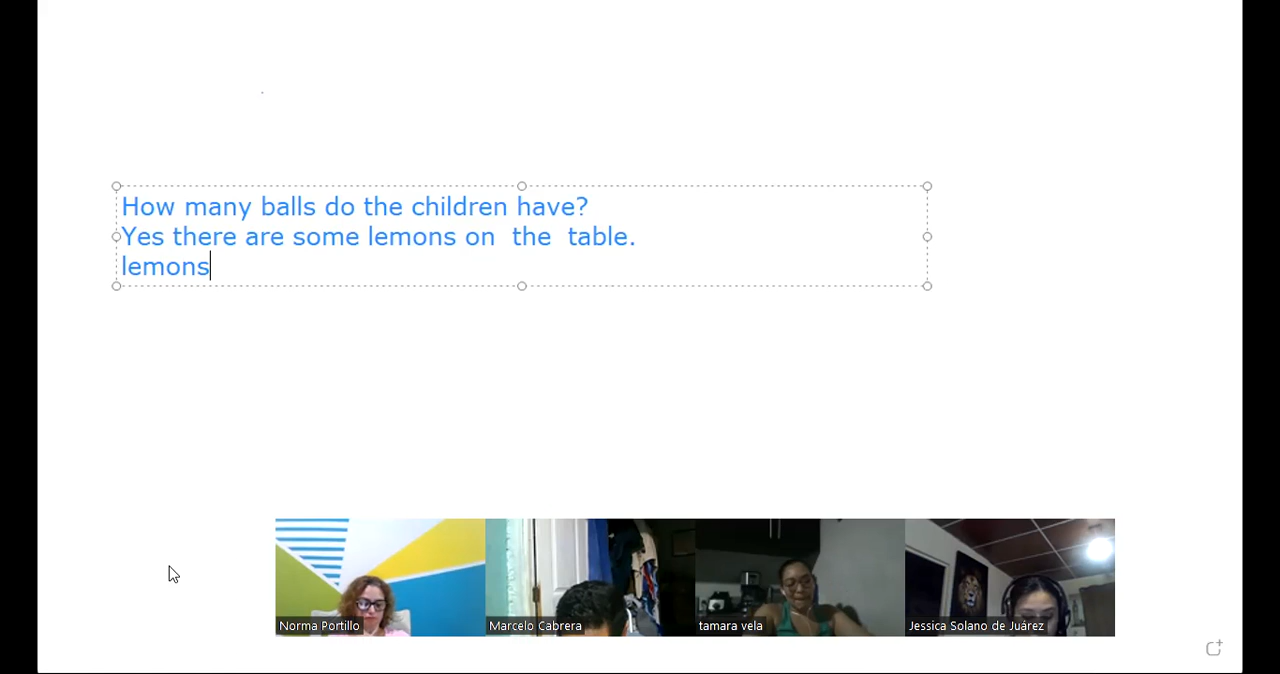 How many balls do the children have?
Yes there are some lemons on the table.
lemons
Norma Portillo
Marcelo Cabrera
tamara vela
Jessica Solano de Juárez